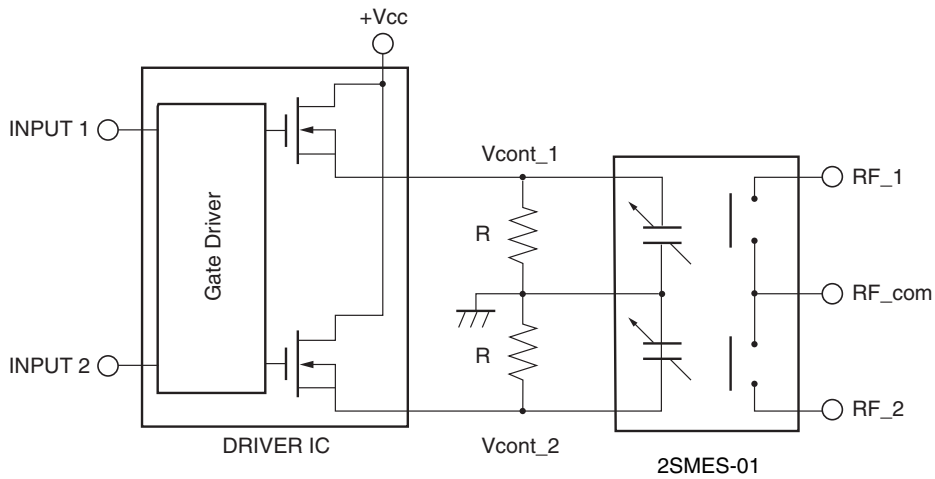 +Vcc
INPUT 1
Gate Driver
INPUT 2
DRIVER IC
Vcont_1
R
R
Vcont_2
RF_1
RF_com
RF_2
2SMES-01